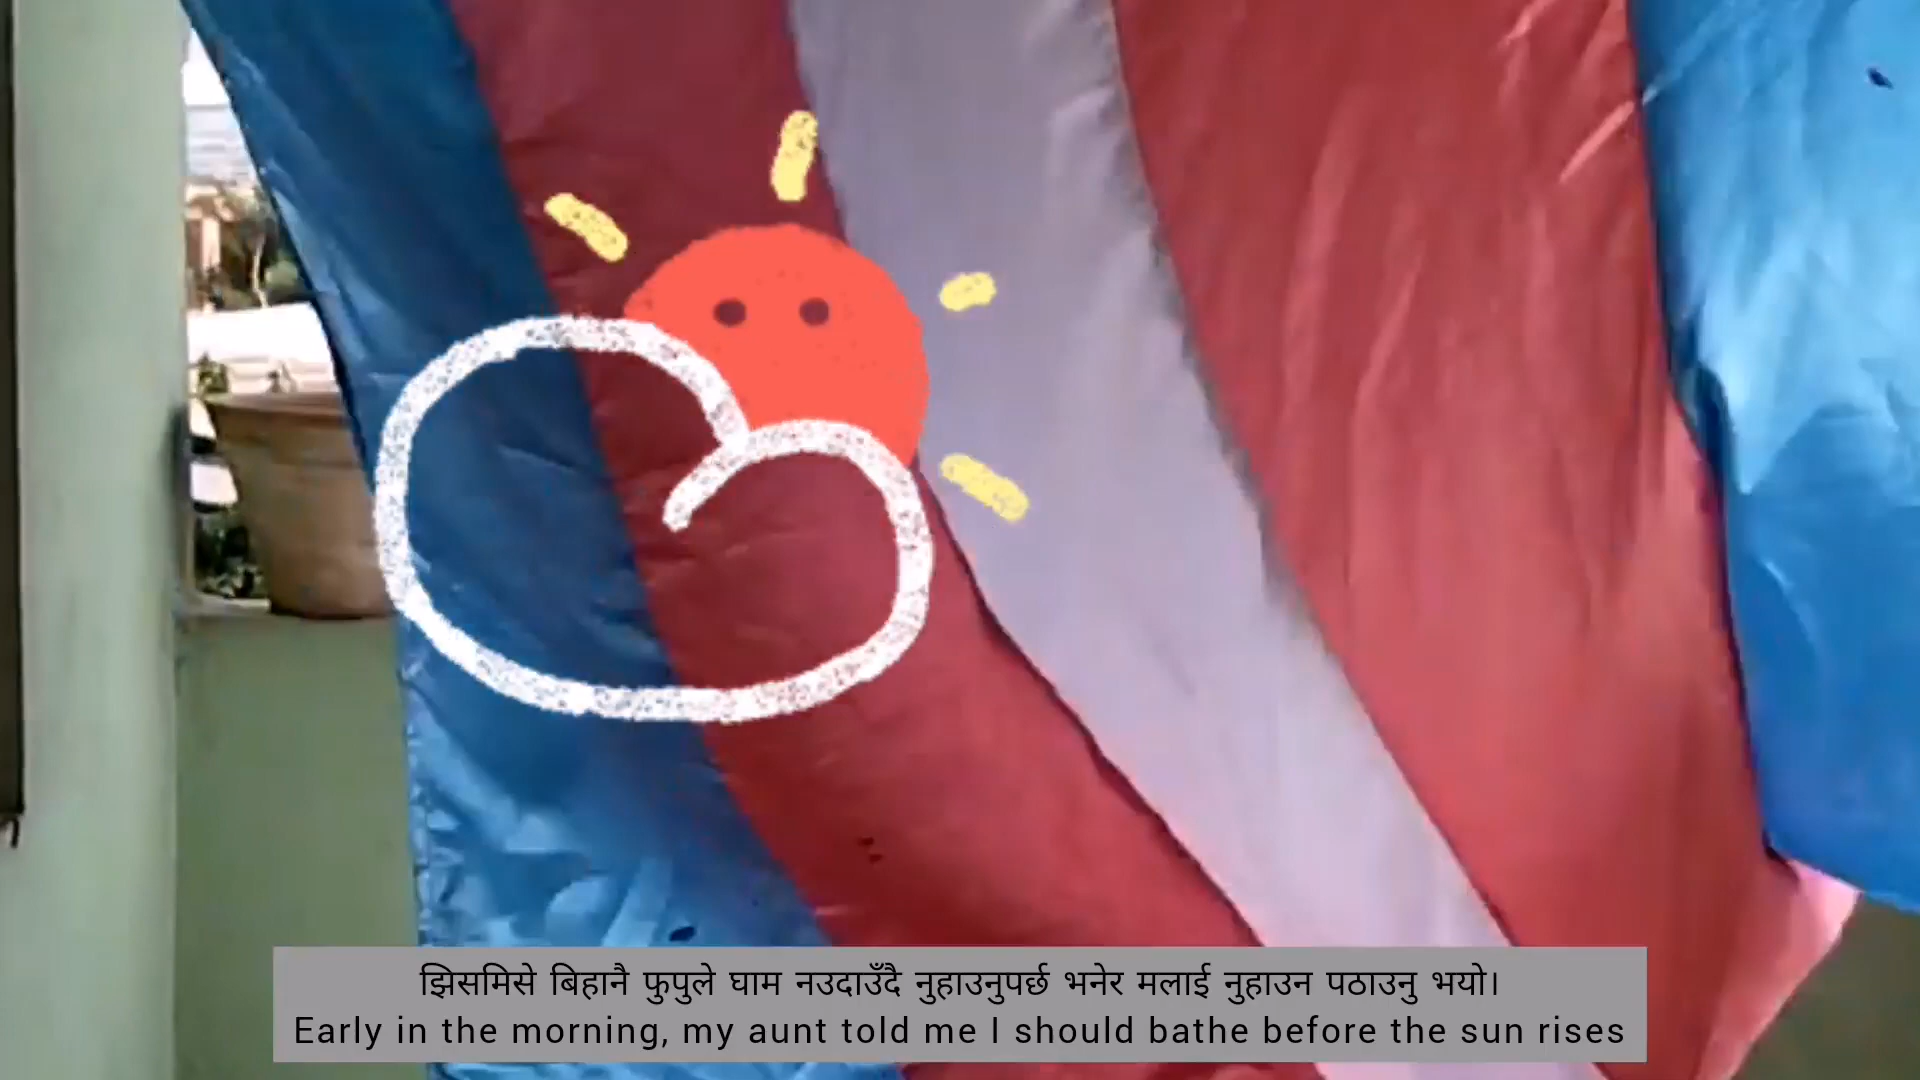 झिसमिसे बिहानै फुपुले घाम नउदाउँदै नुहाउनुपर्छ भनेर मलाई नुहाउन पठाउनु भयो।
Early in the morning, my aunt told me I should bathe before the sun rises